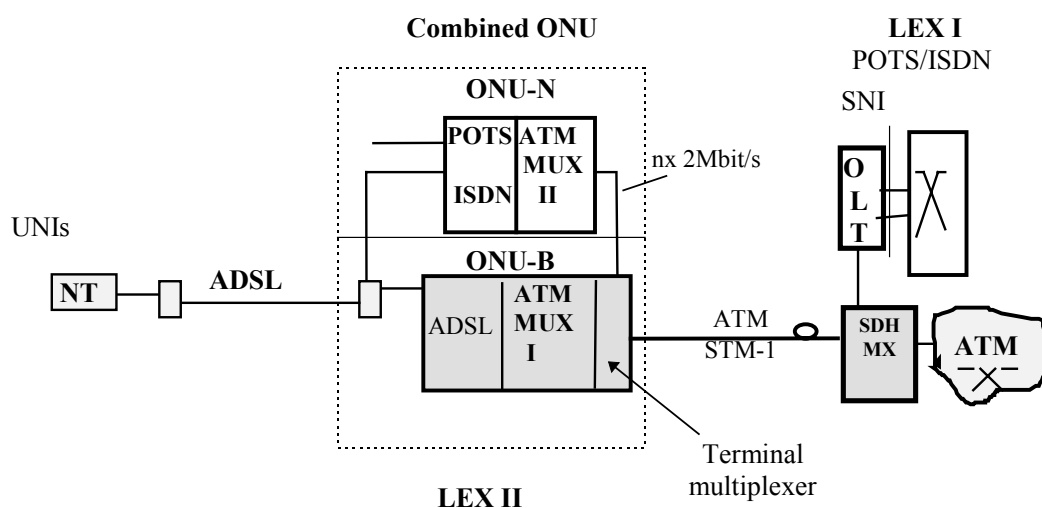 Combined ONU
LEX I
POTS/ISDN
SNI
ONU-N
POTS
ISDN
ATM
MUX
II
nx 2Mbit/s
O
L
T
UNIs
NT
ADSL
ONU-B
ADSL
ATM
MUX
I
ATM
STM-1
SDH
MX
ATM
Terminal
multiplexer
LEX II